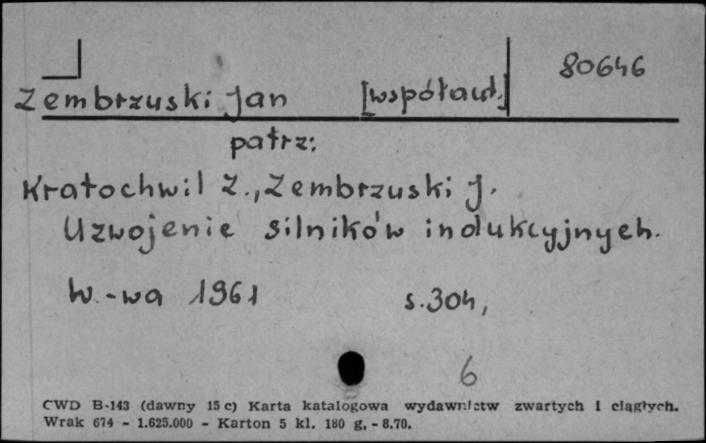 80646
Zembrzuski Jan [współaut.]
patrz:
Kratochwil Z., Zembrzuski J.
Uzwojenie silników indukcyjnych.
W.-wa 1961 s. 304,
6
CWD B-143 (dawny 15 c) Karta katalogowa wydawnictw zwartych i ciągłych.
Wrak 674 - 1.625.000 - Karton 5 kl. 180 g. - 8.70.